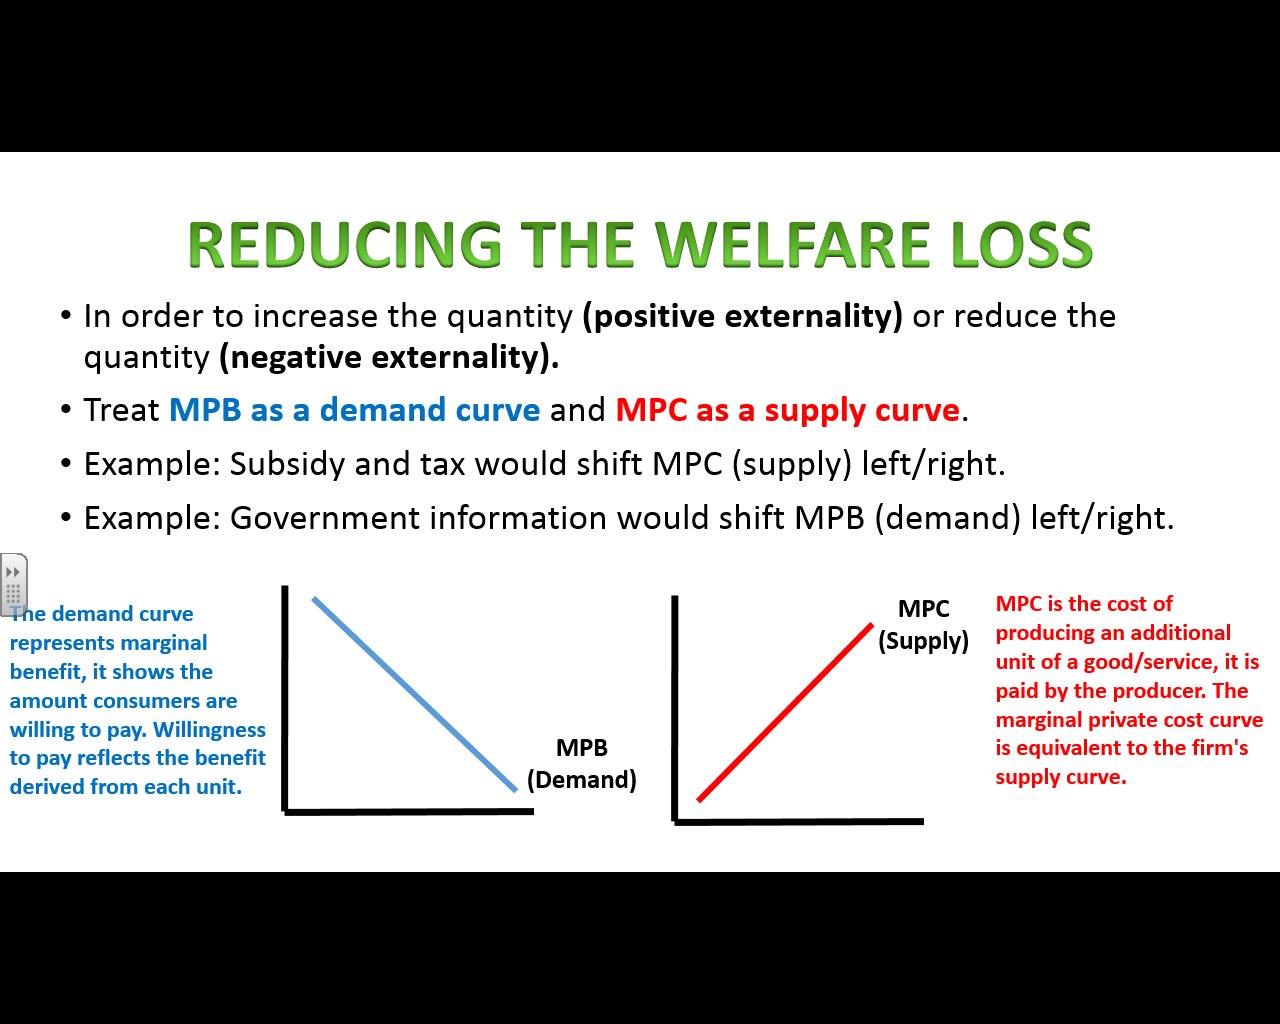 REDUCING THE WELFARE LOSS
• In order to increase the quantity (positive externality) or reduce the
quantity (negative externality).
• Treat MPB as a demand curve and MPC as a supply curve.
• Example: Subsidy and tax would shift MPC (supply) left/right.
• Example: Government information would shift MPB (demand) left/right.
The demand curve
represents marginal
benefit, it shows the
amount consumers are
willing to pay. Willingness
to pay reflects the benefit
derived from each unit.
MPB
(Demand)
MPC
(Supply)
MPC is the cost of
producing an additional
unit of a good/service, it is
paid by the producer. The
marginal private cost curve
is equivalent to the firm's
supply curve.